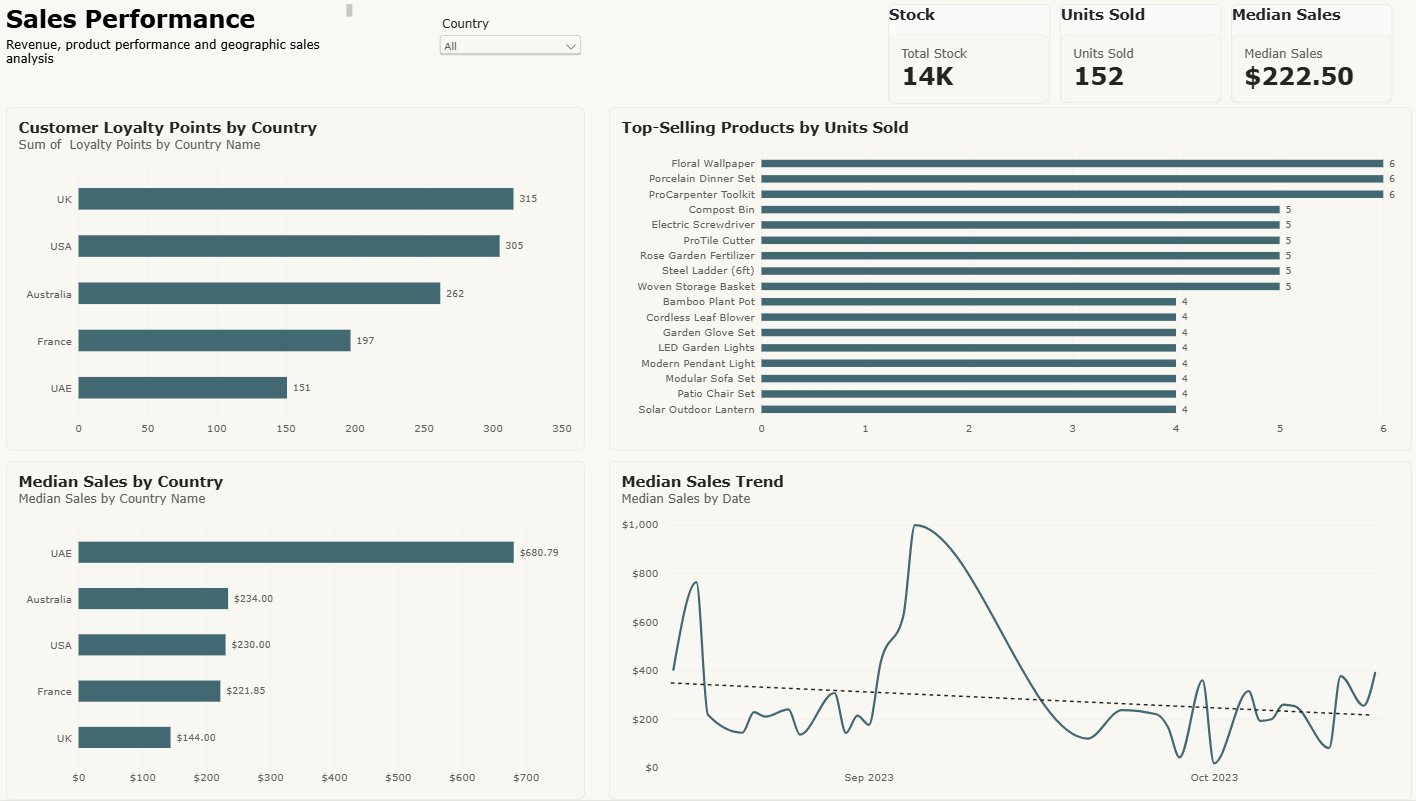 Sales Performance
Revenue, product performance and geographic sales
analysis
Country
All
Stock
Total Stock
14K
Units Sold
Units Sold
152
Median Sales
Median Sales
$222.50
Customer Loyalty Points by Country
Sum of  Loyalty Points by Country Name
UK 315
USA 305
Australia 262
France 197
UAE 151
0 50 100 150 200 250 300 350
Top-Selling Products by Units Sold
Floral Wallpaper 6
Porcelain Dinner Set 6
ProCarpenter Toolkit 6
Compost Bin 5
Electric Screwdriver 5
ProTile Cutter 5
Rose Garden Fertilizer 5
Steel Ladder (6ft) 5
Woven Storage Basket 5
Bamboo Plant Pot 4
Cordless Leaf Blower 4
Garden Glove Set 4
LED Garden Lights 4
Modern Pendant Light 4
Modular Sofa Set 4
Patio Chair Set 4
Solar Outdoor Lantern 4
0 1 2 3 4 5 6
Median Sales by Country
Median Sales by Country Name
UAE $680.79
Australia $234.00
USA $230.00
France $221.85
UK $144.00
$0 $100 $200 $300 $400 $500 $600 $700
Median Sales Trend
Median Sales by Date
$1,000
$800
$600
$400
$200
$0
Sep 2023 Oct 2023